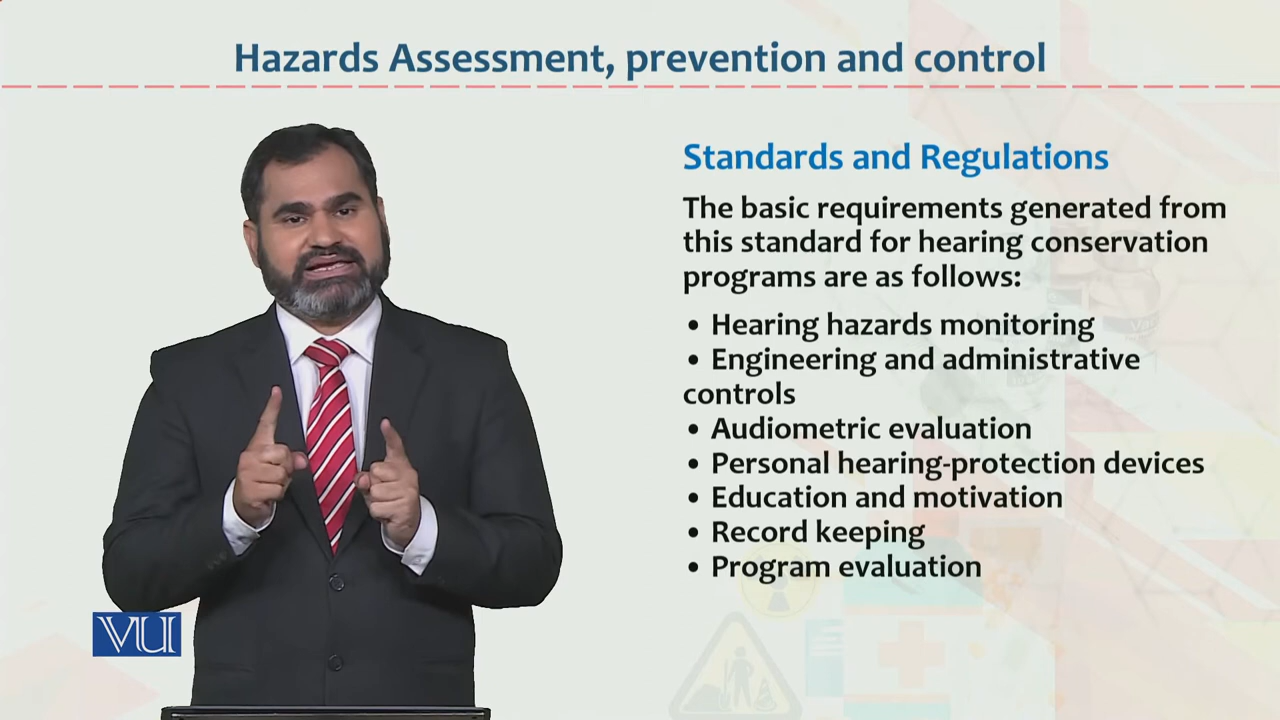 Hazards Assessment, prevention and control
Standards and Regulations
The basic requirements generated from
this standard for hearing conservation
programs are as follows:
• Hearing hazards monitoring
• Engineering and administrative
controls
• Audiometric evaluation
• Personal hearing-protection devices
• Education and motivation
• Record keeping
• Program evaluation
VU